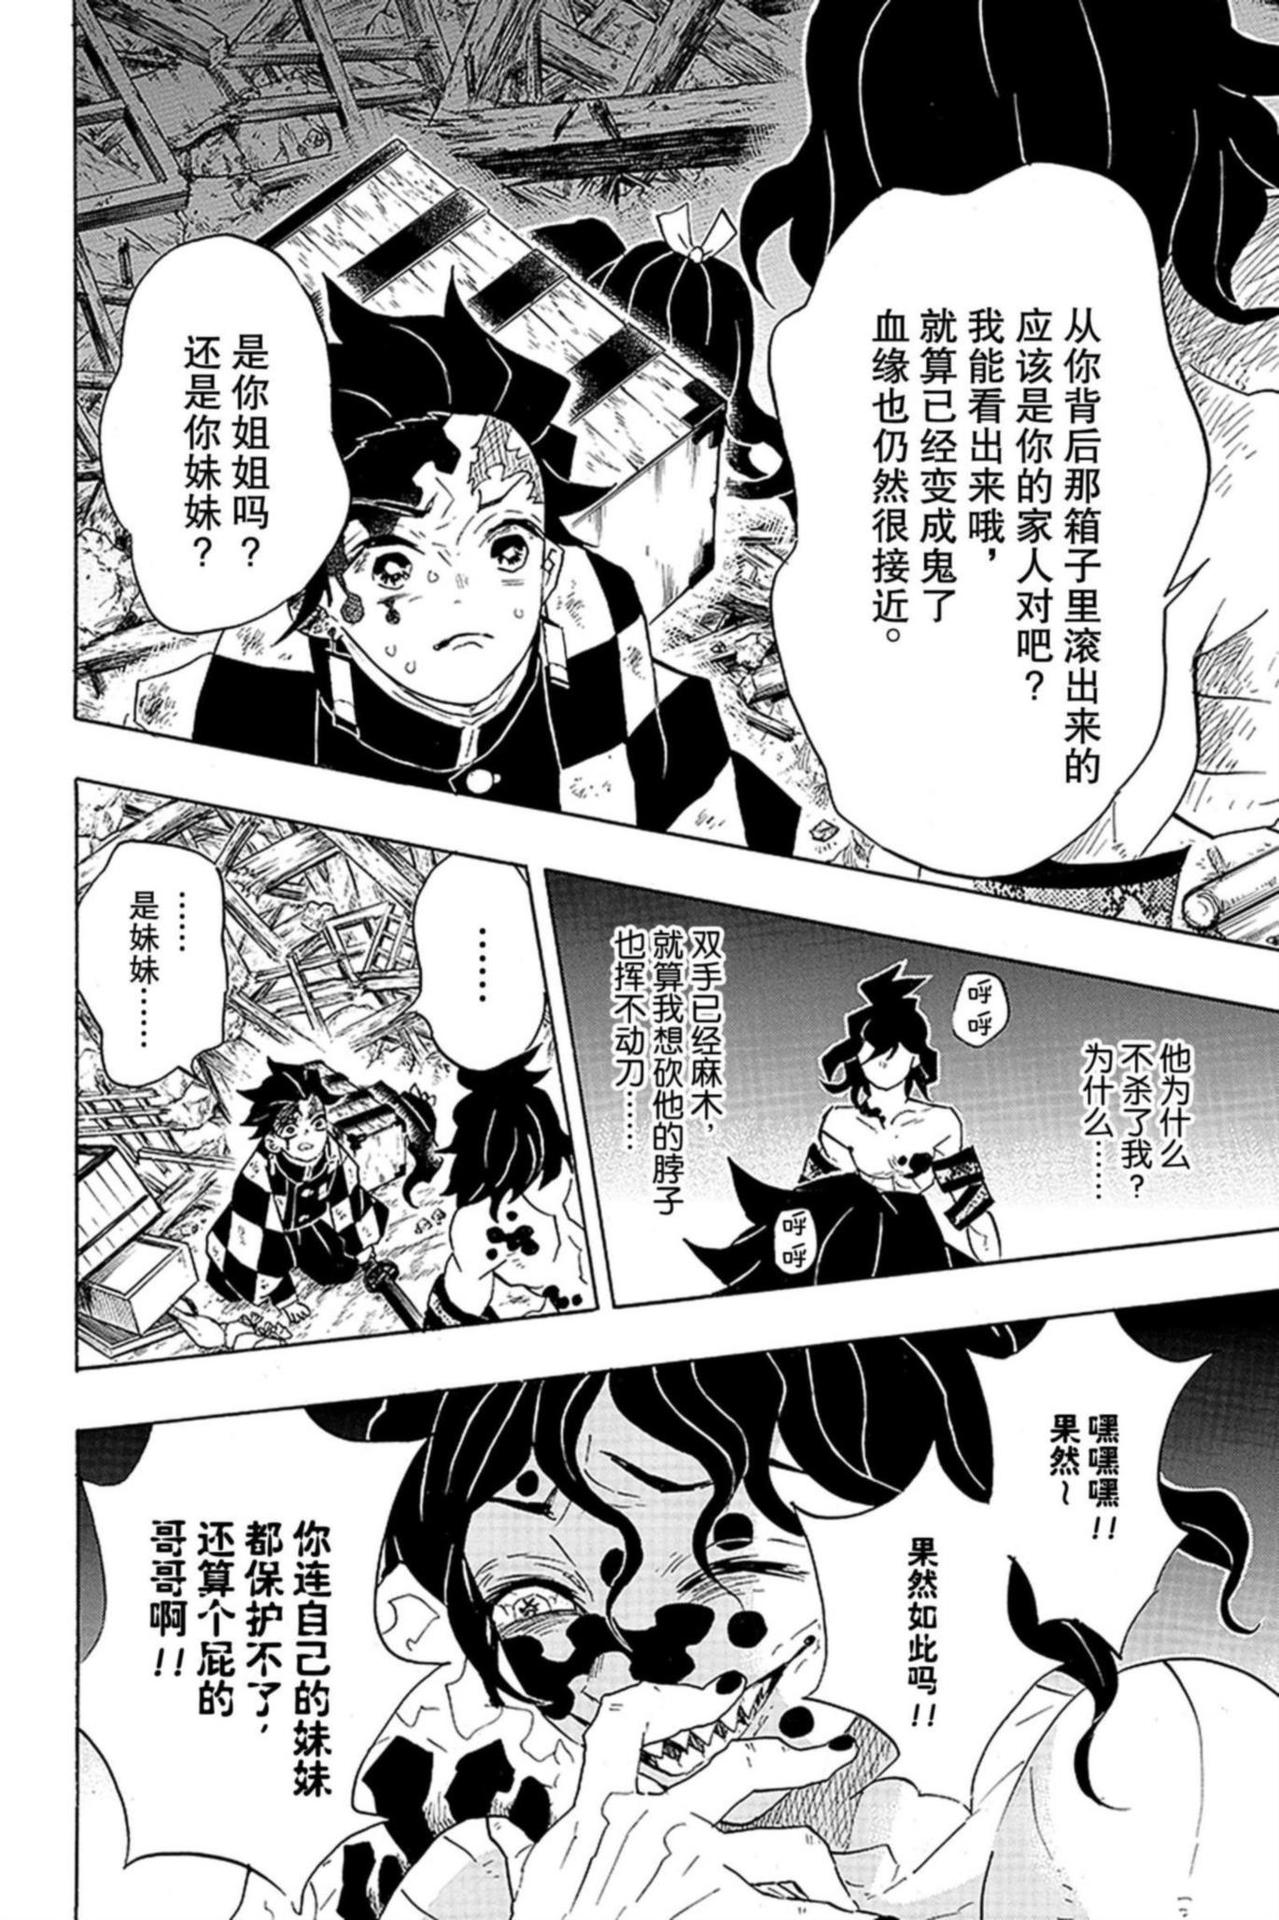 从你背后那箱子里滚出来的
应该是你的家人对吧？
我能看出来哦，
就算已经变成鬼了
血缘也仍然很接近。
是你姐姐吗？
还是你妹妹？
他为什么
不杀了我？
为什么……
呼
呼
呼
呼
双手已经麻木，
就算我想砍他的脖子
也挥不动刀……
……
……
是妹妹……
嘿嘿嘿!!
果然~
果然如此吗!!
你连自己的妹妹
都保护不了，
还算个屁的
哥哥啊!!